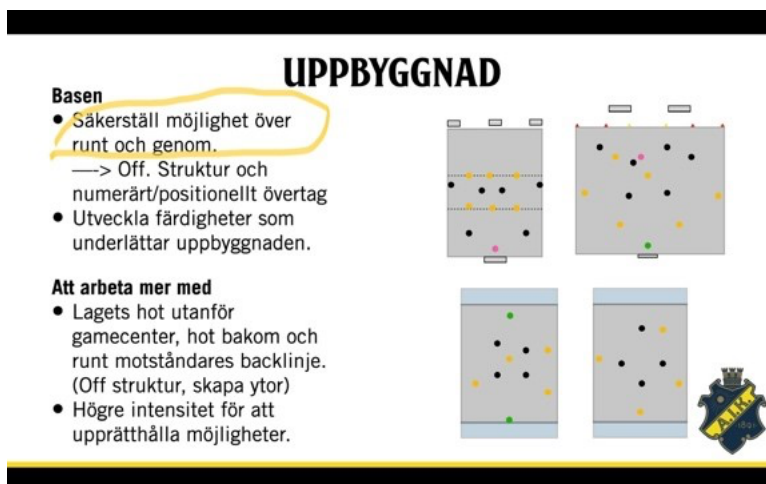 UPPBYGGNAD
Basen
• Säkerställ möjlighet över
runt och genom.
—-> Off. Struktur och
numerärt/positionellt övertag
• Utveckla färdigheter som
underlättar uppbyggnaden.
Att arbeta mer med
• Lagets hot utanför
gamecenter, hot bakom och
runt motståndares backlinje.
(Off struktur, skapa ytor)
• Högre intensitet för att
upprätthålla möjligheter.
A.I.K.
1891